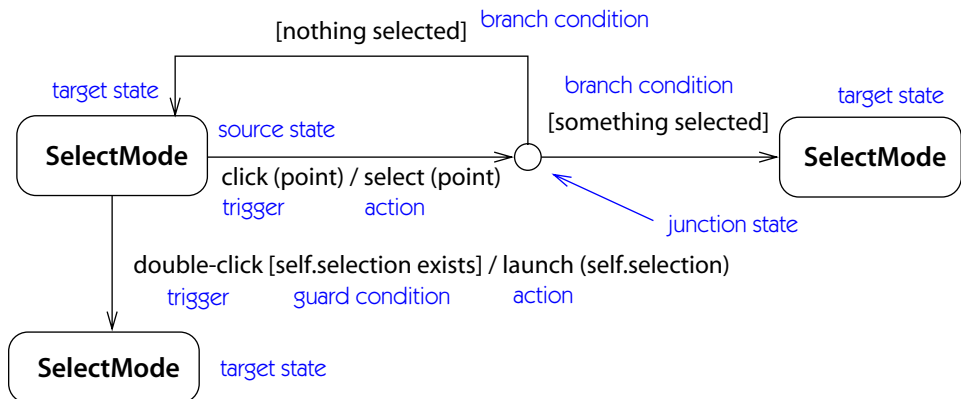 [nothing selected] branch condition
target state
branch condition
target state
source state
[something selected]
SelectMode
SelectMode
click (point) / select (point)
trigger action
junction state
double-click [self.selection exists] / launch (self.selection)
trigger guard condition action
SelectMode
target state